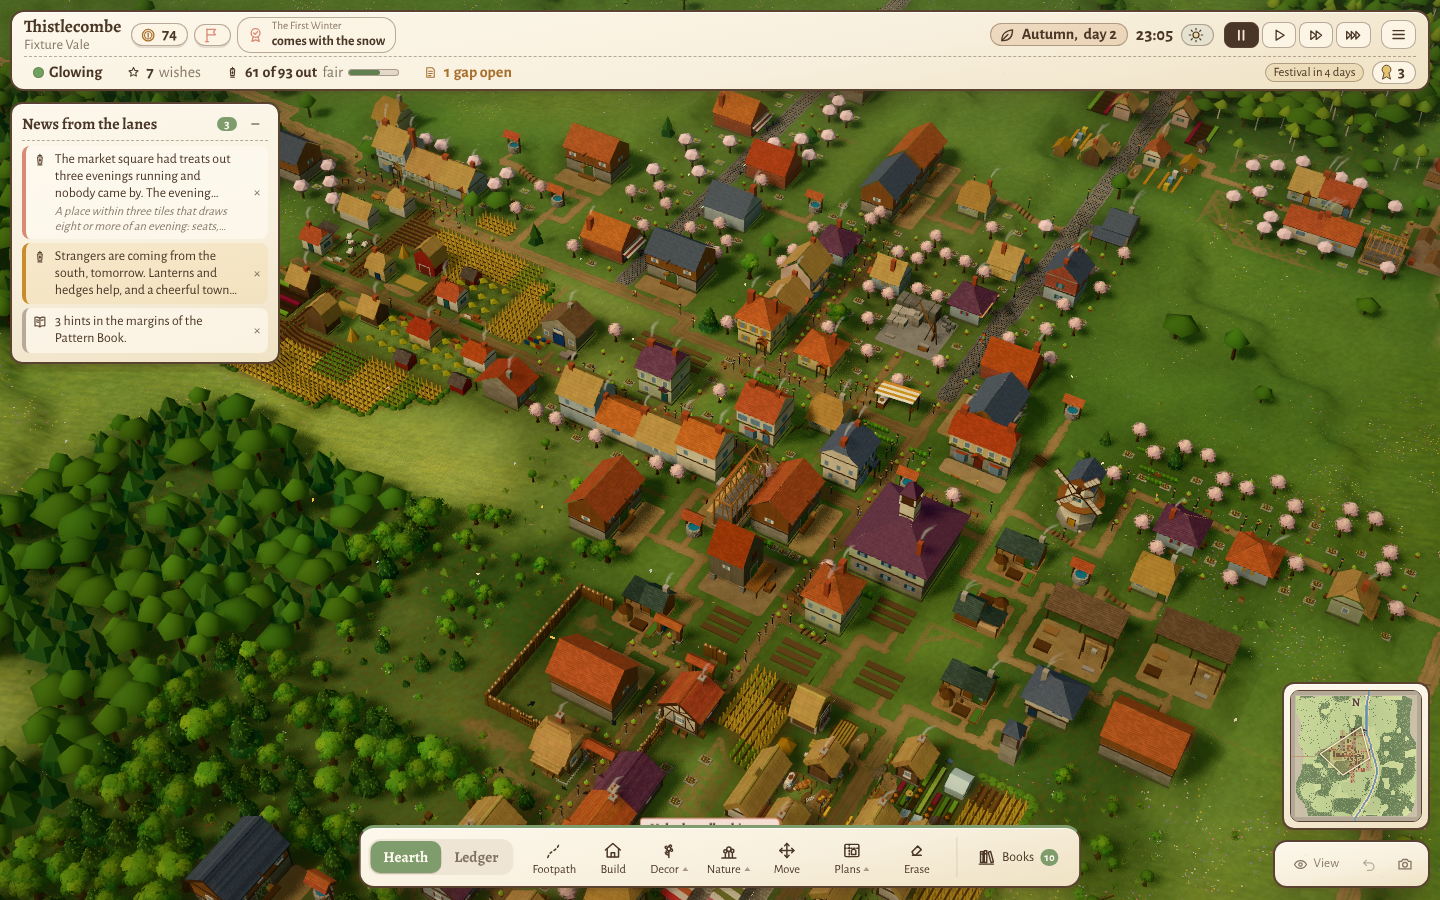 Thistlecombe
Fixture Vale
74
The First Winter
comes with the snow
Autumn, day 2
23:05
Glowing
7 wishes
61 of 93 out fair
1 gap open
Festival in 4 days
3
News from the lanes
3
The market square had treats out
three evenings running and
nobody came by. The evening...
A place within three tiles that draws
eight or more of an evening: seats,...
Strangers are coming from the
south, tomorrow. Lanterns and
hedges help, and a cheerful town...
3 hints in the margins of the
Pattern Book.
N
Hearth
Ledger
Footpath
Build
Decor
Nature
Move
Plans
Erase
Books
10
View